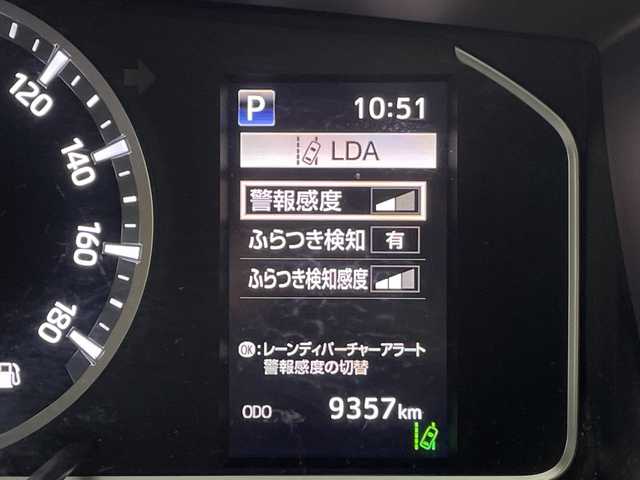 120
140
160
180
P 10:51
LDA
警報感度
ふらつき検知 有
ふらつき検知感度
OK:レーンディパーチャーアラート
警報感度の切替
ODO 9357km